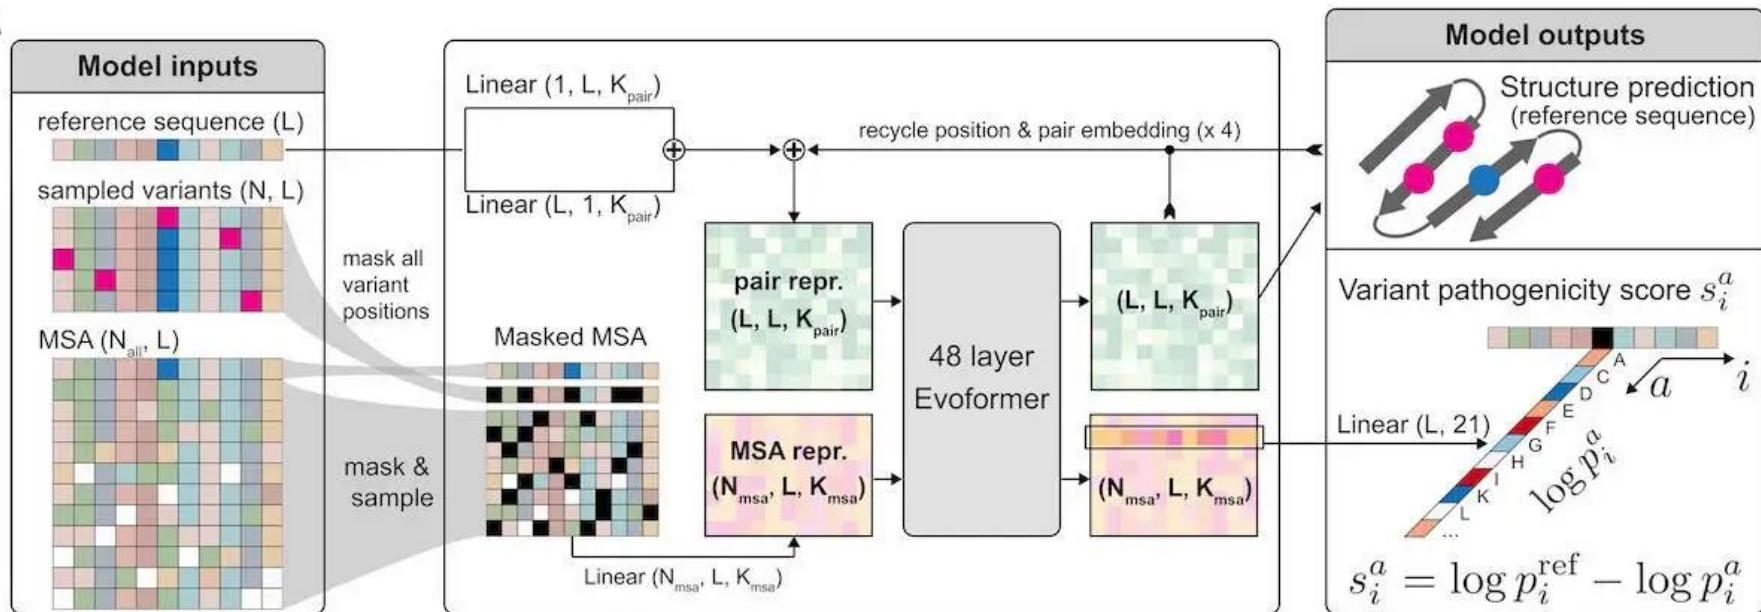 Model inputs
reference sequence (L)
sampled variants (N, L)
MSA (N_all, L)
mask all
variant
positions
mask &
sample
Linear (1, L, K_pair)
Linear (L, 1, K_pair)
recycle position & pair embedding (x 4)
Masked MSA
Linear (N_msa, L, K_msa)
pair repr.
(L, L, K_pair)
MSA repr.
(N_msa, L, K_msa)
48 layer
Evoformer
(L, L, K_pair)
(N_msa, L, K_msa)
Model outputs
Structure prediction
(reference sequence)
Variant pathogenicity score s_i^a
Linear (L, 21)
A
C
D
E
F
G
H
I
K
L
...
a
i
log p_i^a
s_i^a = log p_i^ref − log p_i^a